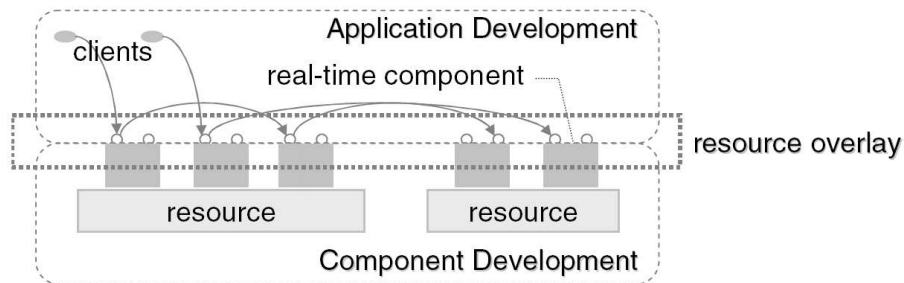 Application Development
clients
real-time component
resource overlay
resource
resource
Component Development